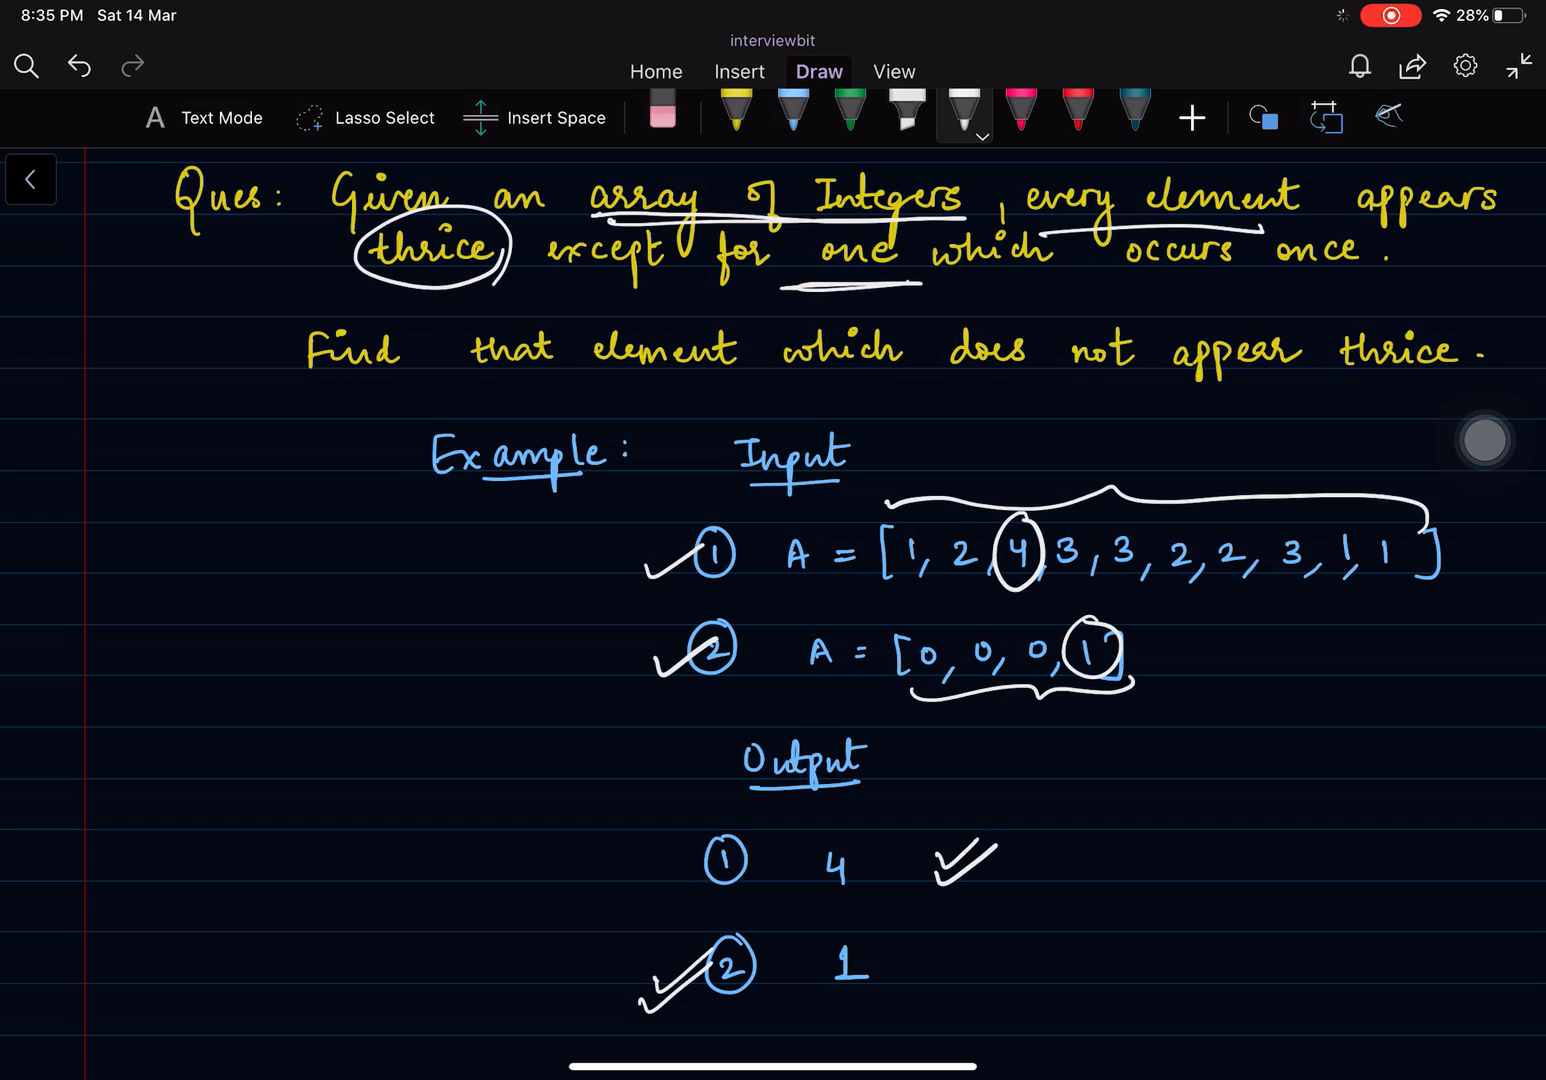 8:35 PM Sat 14 Mar
28%
interviewbit
Home Insert Draw View
Text Mode Lasso Select Insert Space
Ques: Given an array of Integers, every element appears
thrice except for one which occurs once.
Find that element which does not appear thrice.
Example: Input
1 A = [1, 2, 4, 3, 3, 2, 2, 3, 1, 1]
2 A = [0, 0, 0, 1]
Output
1 4
2 1